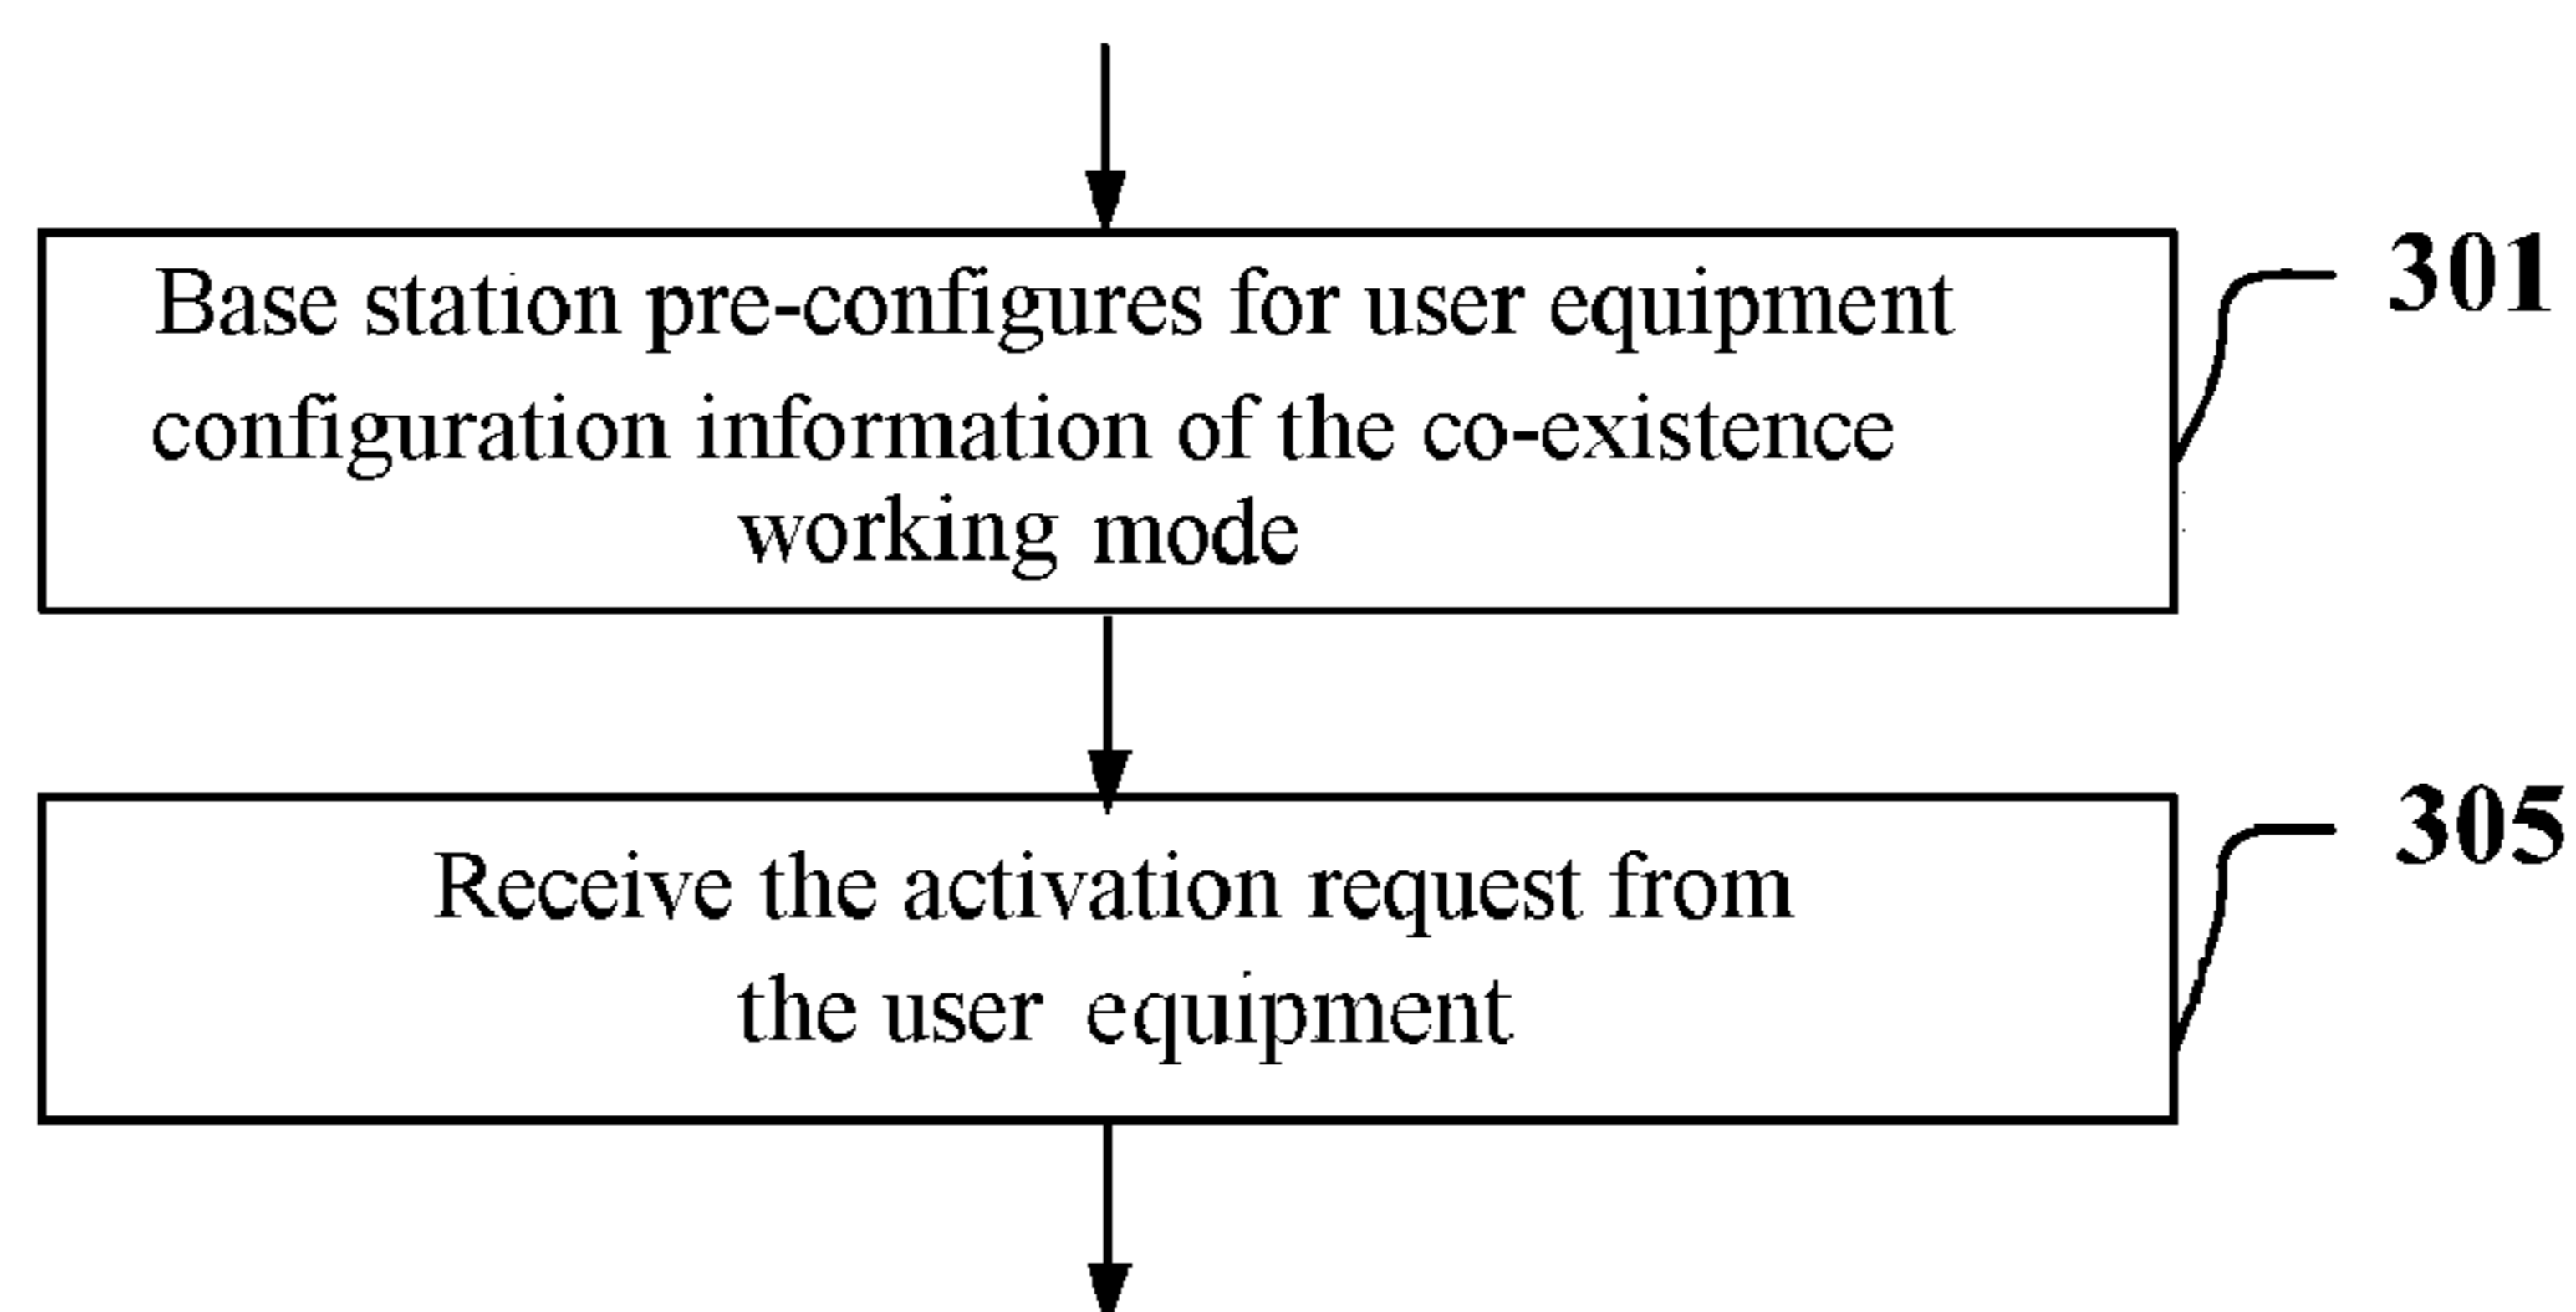 Base station pre-configures for user equipment
301
configuration information of the co-existence
working mode
305
Receive the activation request from
the user equipment